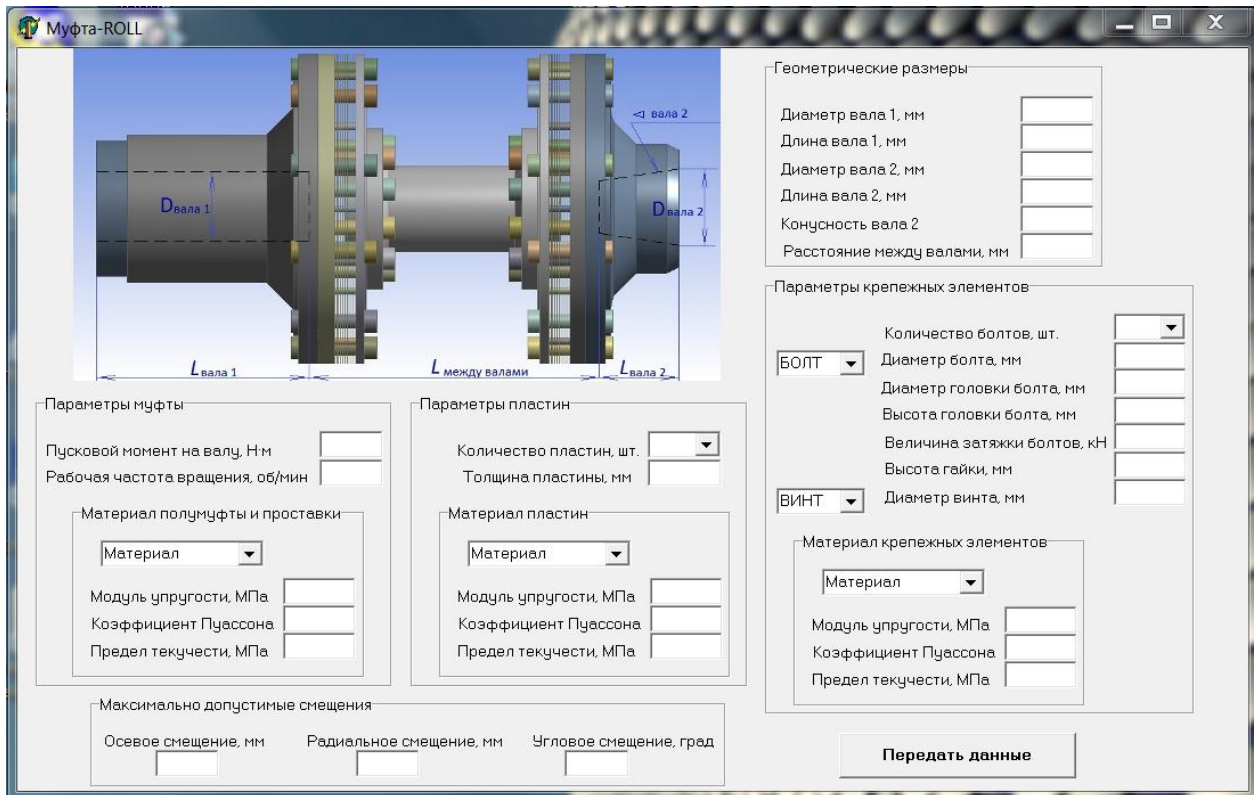 Муфта-ROLL
◁ вала 2
Dвала 1
Dвала 2
Lвала 1
L между валами
Lвала 2
Геометрические размеры
Диаметр вала 1, мм
Длина вала 1, мм
Диаметр вала 2, мм
Длина вала 2, мм
Конусность вала 2
Расстояние между валами, мм
Параметры муфты
Пусковой момент на валу, Н·м
Рабочая частота вращения, об/мин
Материал полумуфты и проставки
Материал
Модуль упругости, МПа
Коэффициент Пуассона
Предел текучести, МПа
Параметры пластин
Количество пластин, шт.
Толщина пластины, мм
Материал пластин
Материал
Модуль упругости, МПа
Коэффициент Пуассона
Предел текучести, МПа
Параметры крепежных элементов
Количество болтов, шт.
БОЛТ
Диаметр болта, мм
Диаметр головки болта, мм
Высота головки болта, мм
Величина затяжки болтов, кН
Высота гайки, мм
ВИНТ
Диаметр винта, мм
Материал крепежных элементов
Материал
Модуль упругости, МПа
Коэффициент Пуассона
Предел текучести, МПа
Максимально допустимые смещения
Осевое смещение, мм
Радиальное смещение, мм
Угловое смещение, град
Передать данные